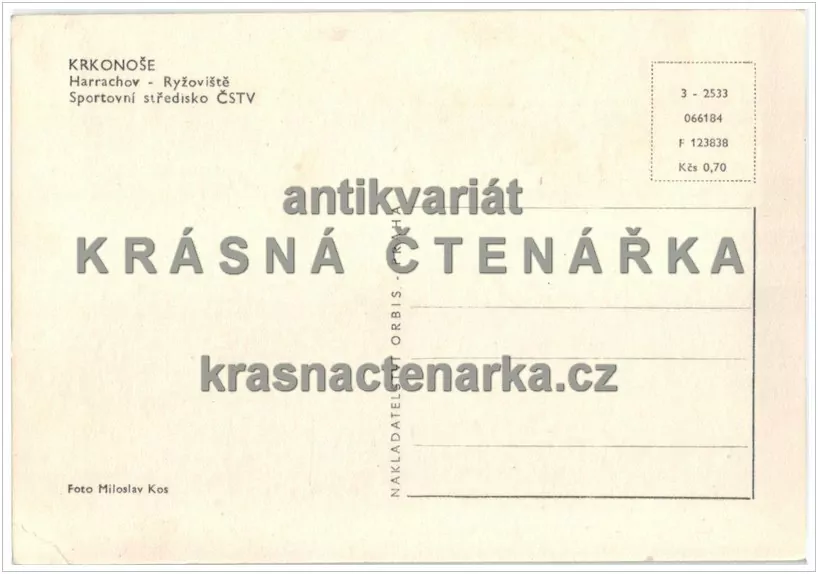 KRKONOŠE
Harrachov - Ryžoviště
Sportovní středisko ČSTV
3 - 2533
066184
F 123838
Kčs 0,70
antikvariát
KRÁSNÁ ČTENÁŘKA
krasnactenarka.cz
NAKLADATELSTVÍ ORBIS - PRAHA
Foto Miloslav Kos